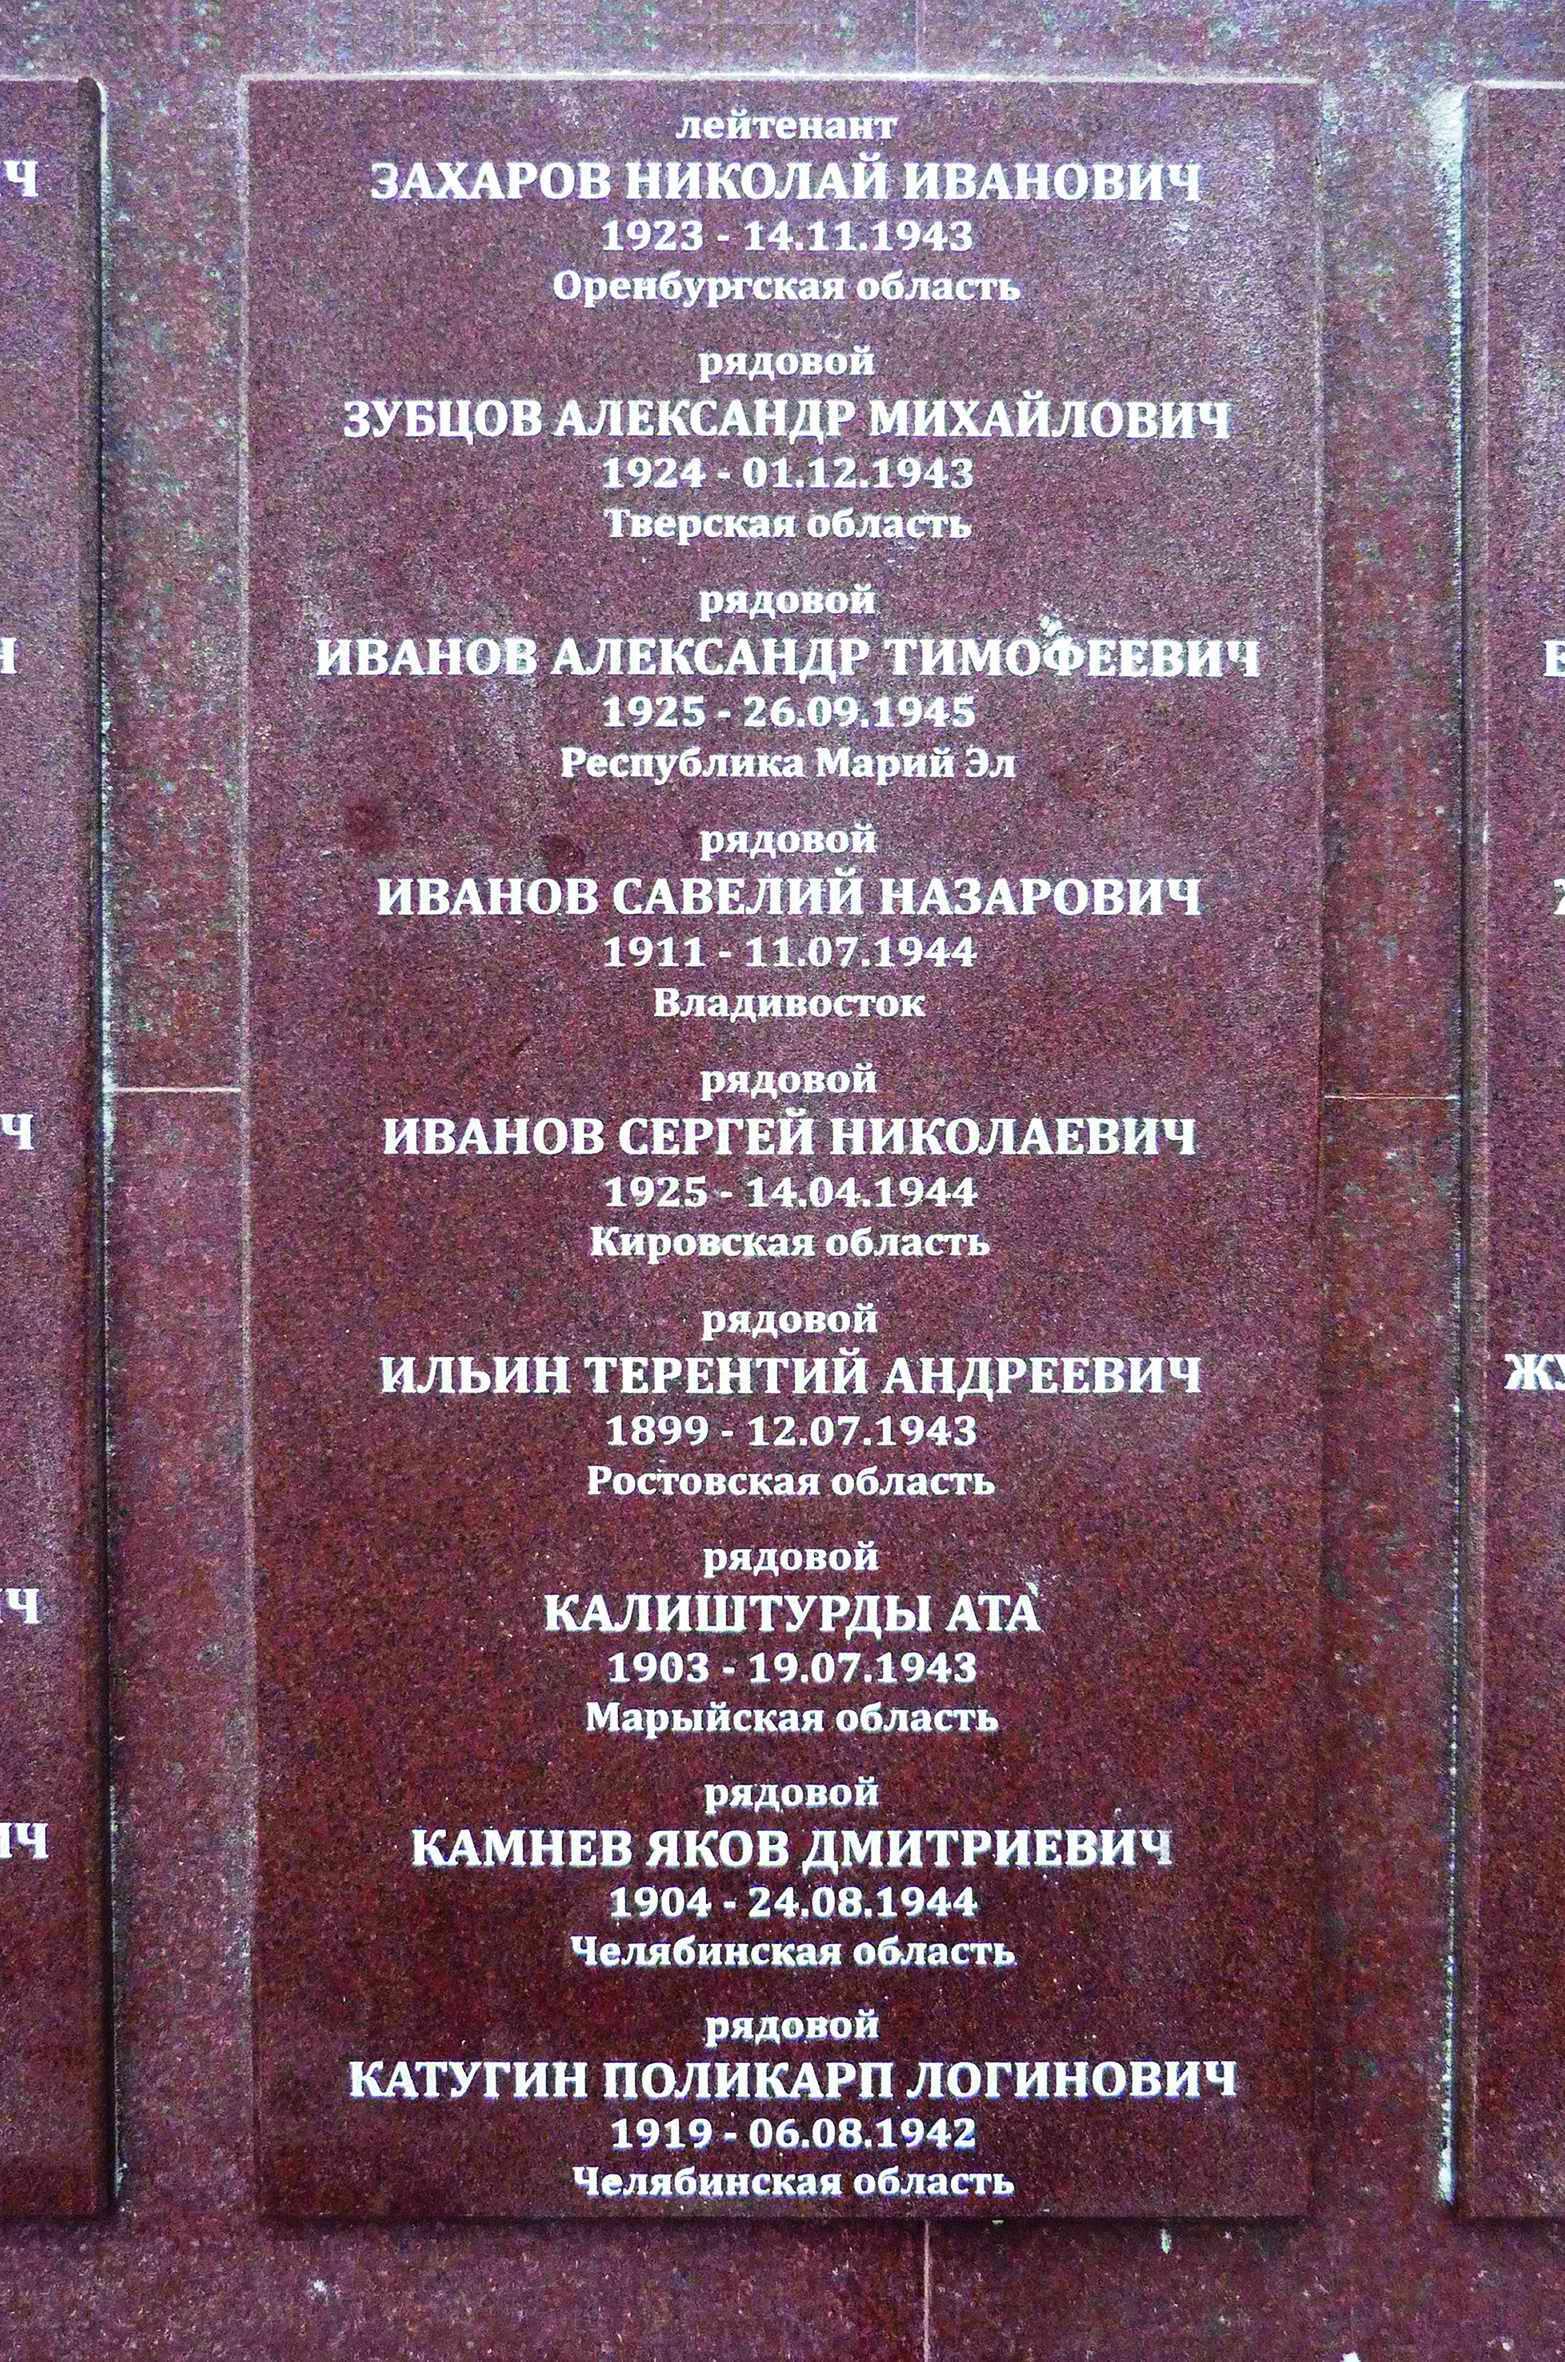 лейтенант
ЗАХАРОВ НИКОЛАЙ ИВАНОВИЧ
1923 - 14.11.1943
Оренбургская область
рядовой
ЗУБЦОВ АЛЕКСАНДР МИХАЙЛОВИЧ
1924 - 01.12.1943
Тверская область
рядовой
ИВАНОВ АЛЕКСАНДР ТИМОФЕЕВИЧ
1925 - 26.09.1945
Республика Марий Эл
рядовой
ИВАНОВ САВЕЛИЙ НАЗАРОВИЧ
1911 - 11.07.1944
Владивосток
рядовой
ИВАНОВ СЕРГЕЙ НИКОЛАЕВИЧ
1925 - 14.04.1944
Кировская область
рядовой
ИЛЬИН ТЕРЕНТИЙ АНДРЕЕВИЧ
1899 - 12.07.1943
Ростовская область
рядовой
КАЛИШТУРДЫ АТА
1903 - 19.07.1943
Марыйская область
рядовой
КАМНЕВ ЯКОВ ДМИТРИЕВИЧ
1904 - 24.08.1944
Челябинская область
рядовой
КАТУГИН ПОЛИКАРП ЛОГИНОВИЧ
1919 - 06.08.1942
Челябинская область